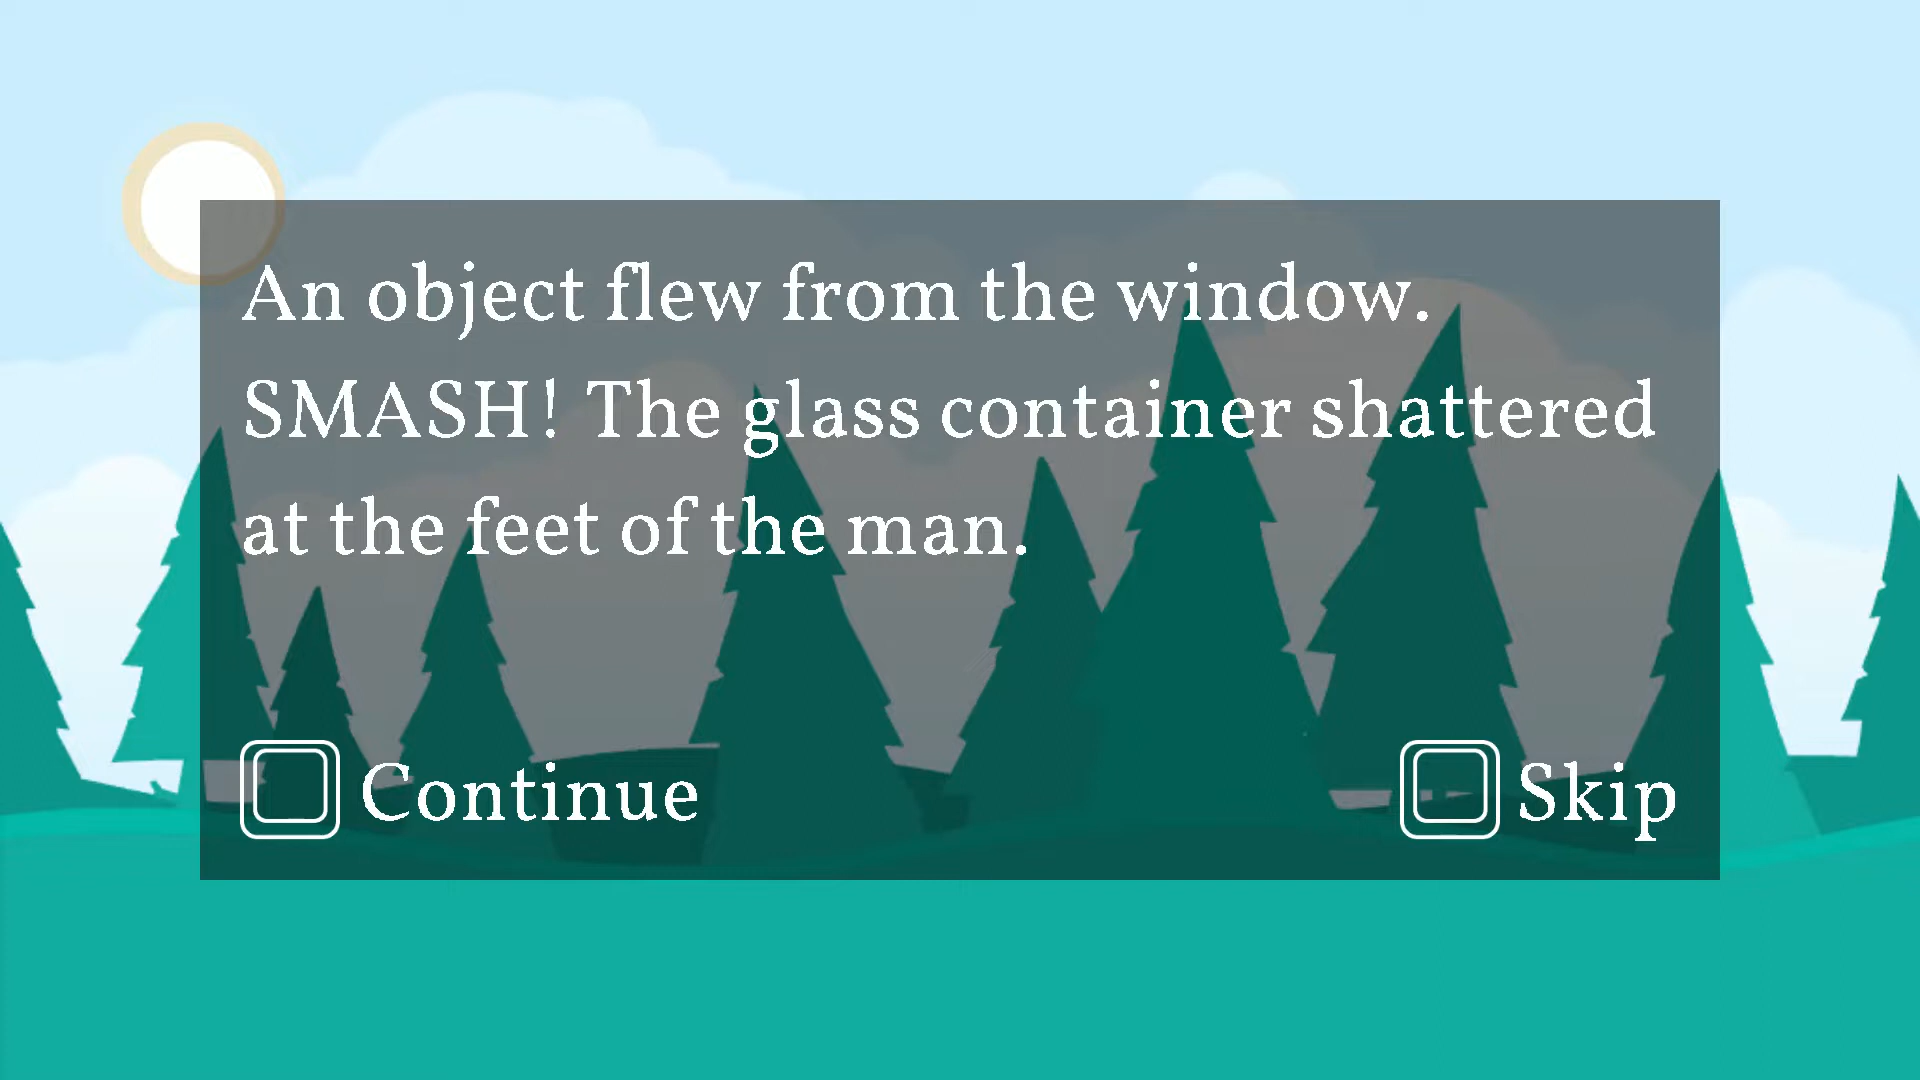 An object flew from the window.
SMASH! The glass container shattered
at the feet of the man.
Continue
Skip